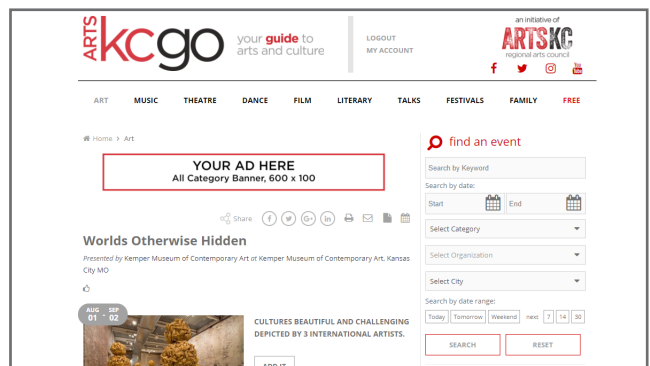 ARTS kcgo
your guide to
arts and culture
LOGOUT
MY ACCOUNT
an initiative of
ARTSKC
regional arts council
ART MUSIC THEATRE DANCE FILM LITERARY TALKS FESTIVALS FAMILY FREE
Home > Art
YOUR AD HERE
All Category Banner, 600 x 100
Share
Worlds Otherwise Hidden
Presented by Kemper Museum of Contemporary Art at Kemper Museum of Contemporary Art, Kansas
City MO
AUG 01 - SEP 02
CULTURES BEAUTIFUL AND CHALLENGING
DEPICTED BY 3 INTERNATIONAL ARTISTS.
ADD IT
find an event
Search by Keyword
Search by date:
Start End
Select Category
Select Organization
Select City
Search by date range:
Today Tomorrow Weekend next 7 14 30
SEARCH RESET